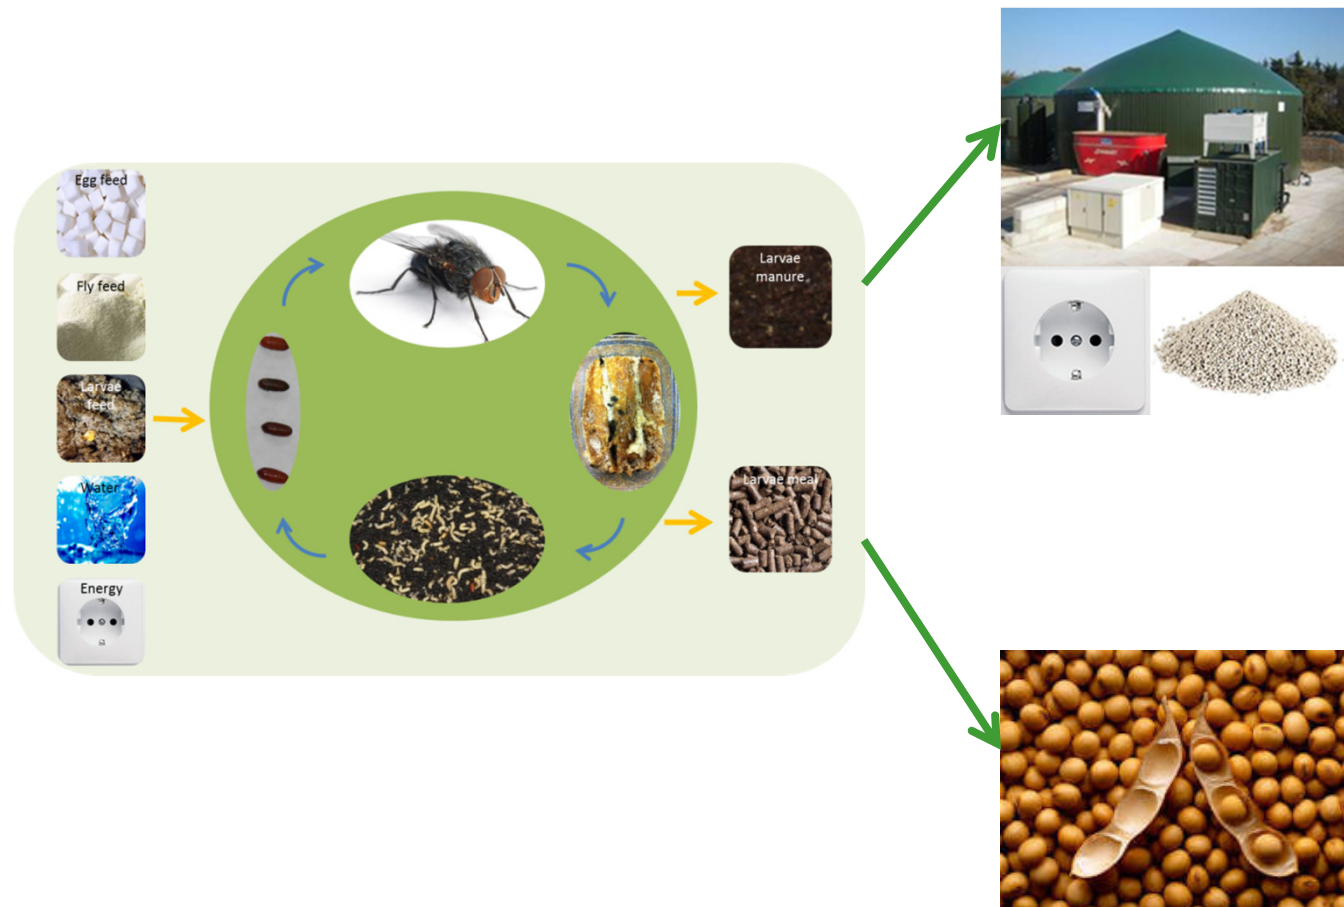 Egg feed
Fly feed
Larvae
feed
Water
Energy
Larvae
manure
Larvae meal